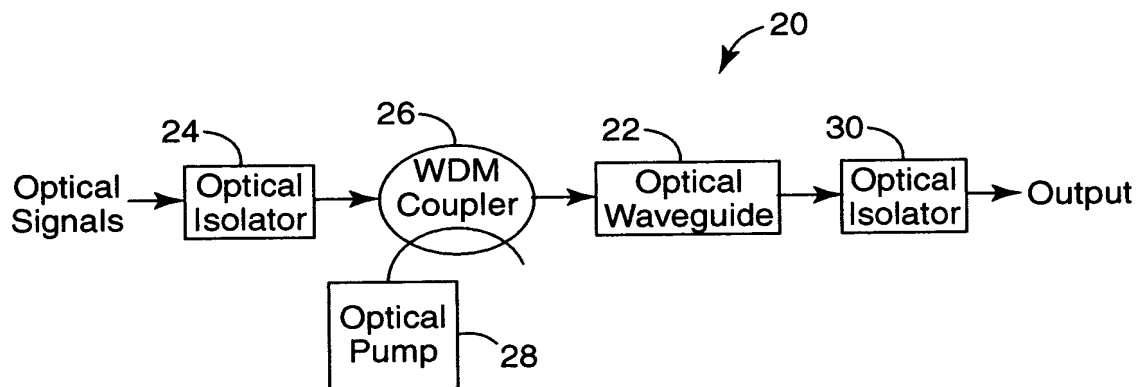 20
24
26
22
30
Optical
Signals
Optical
Isolator
WDM
Coupler
Optical
Waveguide
Optical
Isolator
Output
Optical
Pump
28